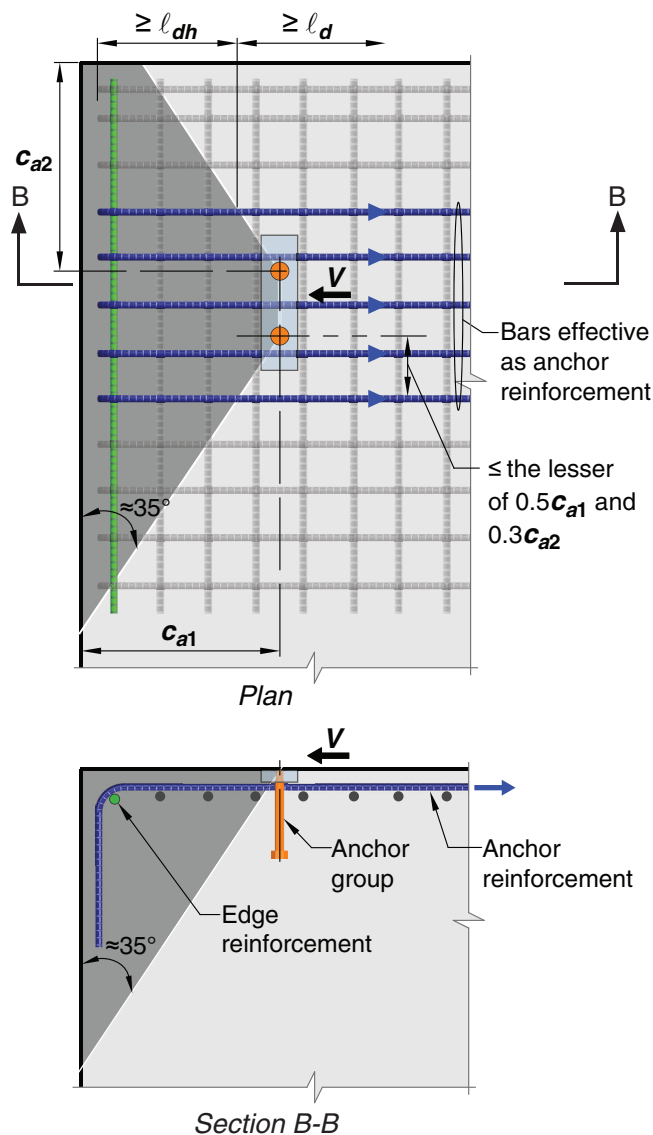 ≥ ℓdh
≥ ℓd
ca2
B
B
V
Bars effective
as anchor
reinforcement
≤ the lesser
of 0.5ca1 and
0.3ca2
≈35°
ca1
Plan
V
Anchor
group
Anchor
reinforcement
Edge
reinforcement
≈35°
Section B-B